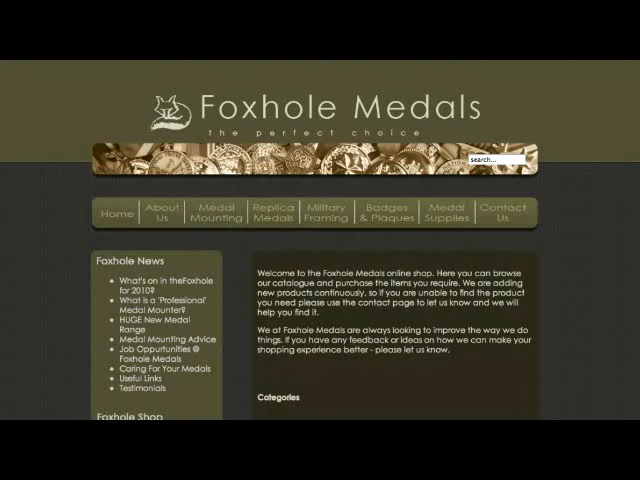 Foxhole Medals
the perfect choice
search...
Home
About Us
Medal Mounting
Replica Medals
Military Framing
Badges & Plaques
Medal Supplies
Contact Us
Foxhole News
What's on in theFoxhole
for 2010?
What is a 'Professional'
Medal Mounter?
HUGE New Medal
Range
Medal Mounting Advice
Job Oppurtunities @
Foxhole Medals
Caring For Your Medals
Useful Links
Testimonials
Foxhole Shop
Welcome to the Foxhole Medals online shop. Here you can browse
our catalogue and purchase the items you require. We are adding
new products continuously, so if you are unable to find the product
you need please use the contact page to let us know and we will
help you find it.
We at Foxhole Medals are always looking to improve the way we do
things. If you have any feedback or ideas on how we can make your
shopping experience better - please let us know.
Categories